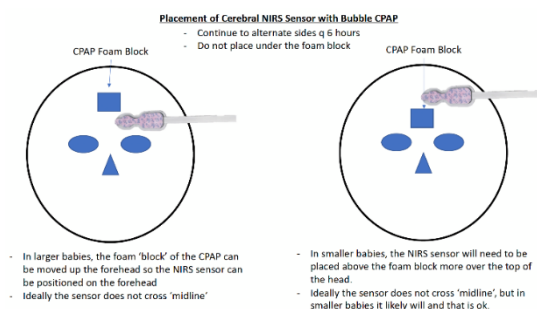 Placement of Cerebral NIRS Sensor with Bubble CPAP
- Continue to alternate sides q 6 hours
- Do not place under the foam block
CPAP Foam Block
CPAP Foam Block
- In larger babies, the foam 'block' of the CPAP can
be moved up the forehead so the NIRS sensor can
be positioned on the forehead
- Ideally the sensor does not cross 'midline'
- In smaller babies, the NIRS sensor will need to be
placed above the foam block more over the top of
the head.
- Ideally the sensor does not cross 'midline', but in
smaller babies it likely will and that is ok.